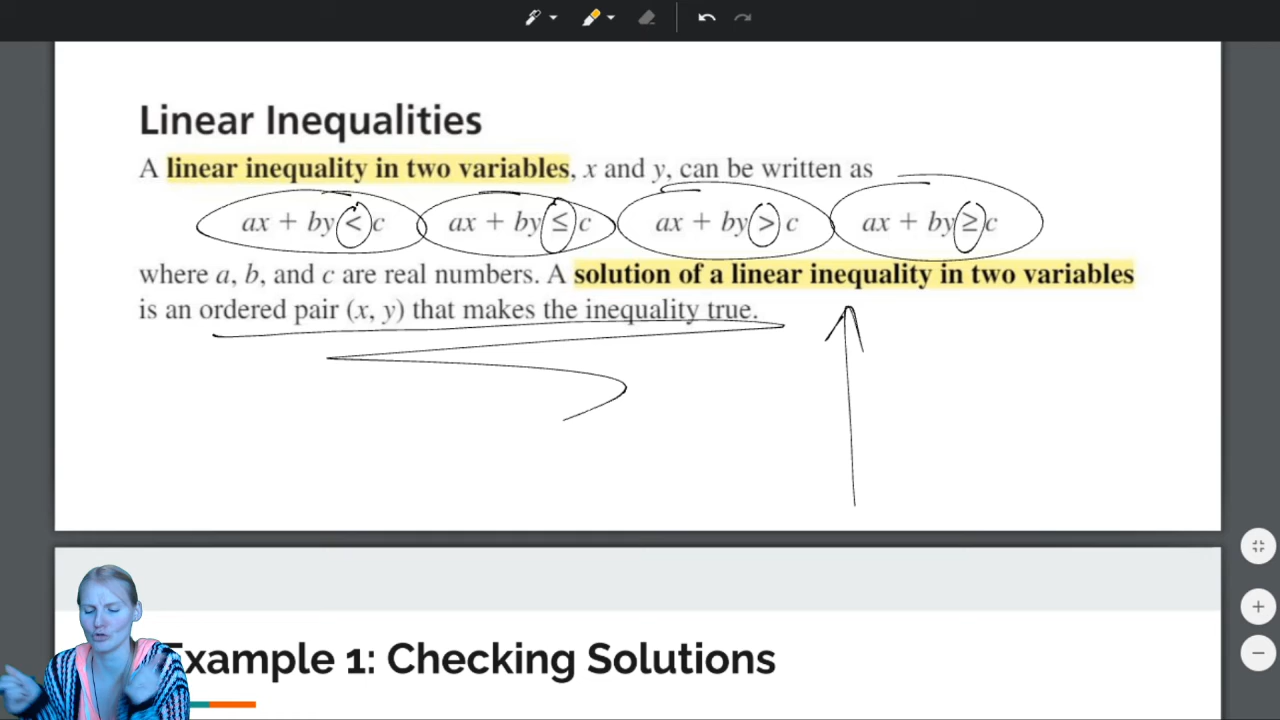 Linear Inequalities
A linear inequality in two variables, x and y, can be written as
ax + by < c ax + by ≤ c ax + by > c ax + by ≥ c
where a, b, and c are real numbers. A solution of a linear inequality in two variables
is an ordered pair (x, y) that makes the inequality true.
Example 1: Checking Solutions